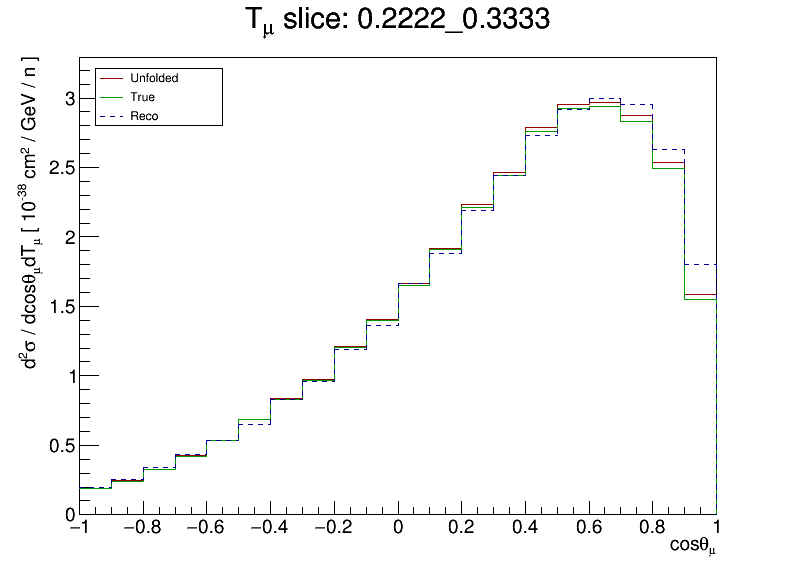 Tμ slice: 0.2222_0.3333
d²σ / dcosθμdTμ [ 10⁻³⁸ cm² / GeV / n ]
Unfolded
True
Reco
3
2.5
2
1.5
1
0.5
0
−1 −0.8 −0.6 −0.4 −0.2 0 0.2 0.4 0.6 0.8 1
cosθμ